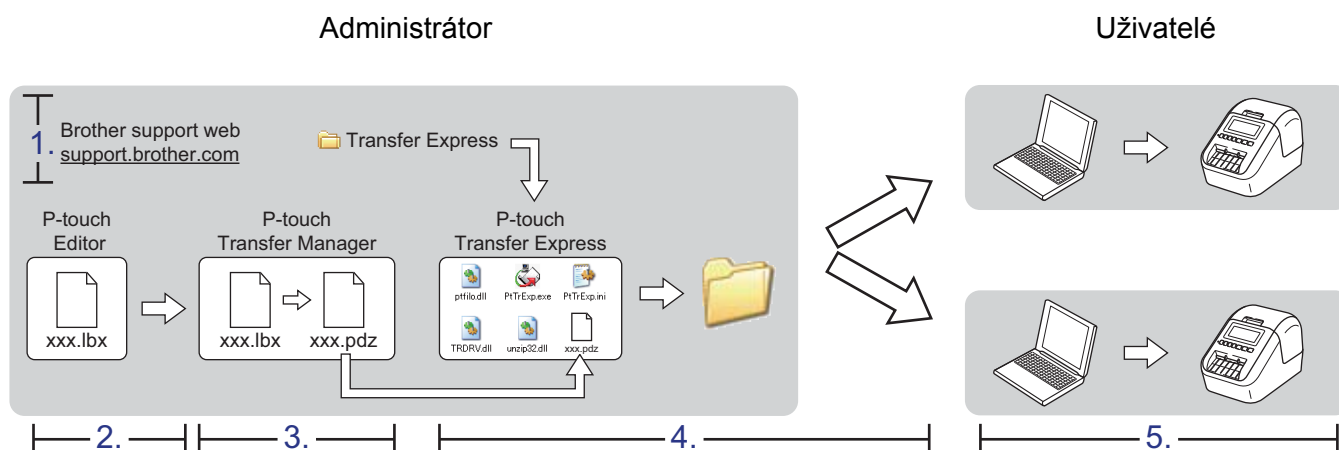 Administrátor
Uživatelé
1.
Brother support web
support.brother.com
Transfer Express
P-touch
Editor
P-touch
Transfer Manager
P-touch
Transfer Express
xxx.lbx
xxx.lbx
xxx.pdz
ptfilo.dll
PtTrExp.exe
PtTrExp.ini
TRDRV.dll
unzip32.dll
xxx.pdz
2.
3.
4.
5.